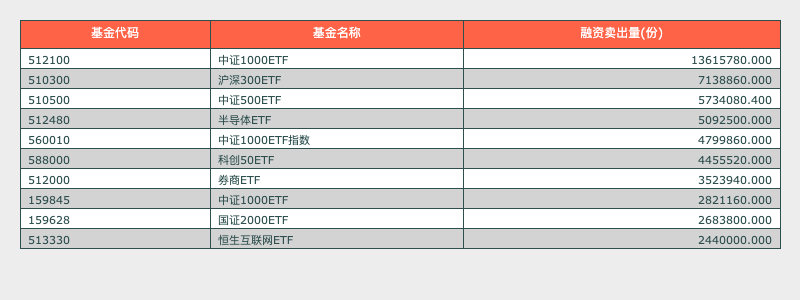 基金代码 基金名称 融资卖出量(份)
512100 中证1000ETF 13615780.000
510300 沪深300ETF 7138860.000
510500 中证500ETF 5734080.400
512480 半导体ETF 5092500.000
560010 中证1000ETF指数 4799860.000
588000 科创50ETF 4455520.000
512000 券商ETF 3523940.000
159845 中证1000ETF 2821160.000
159628 国证2000ETF 2683800.000
513330 恒生互联网ETF 2440000.000